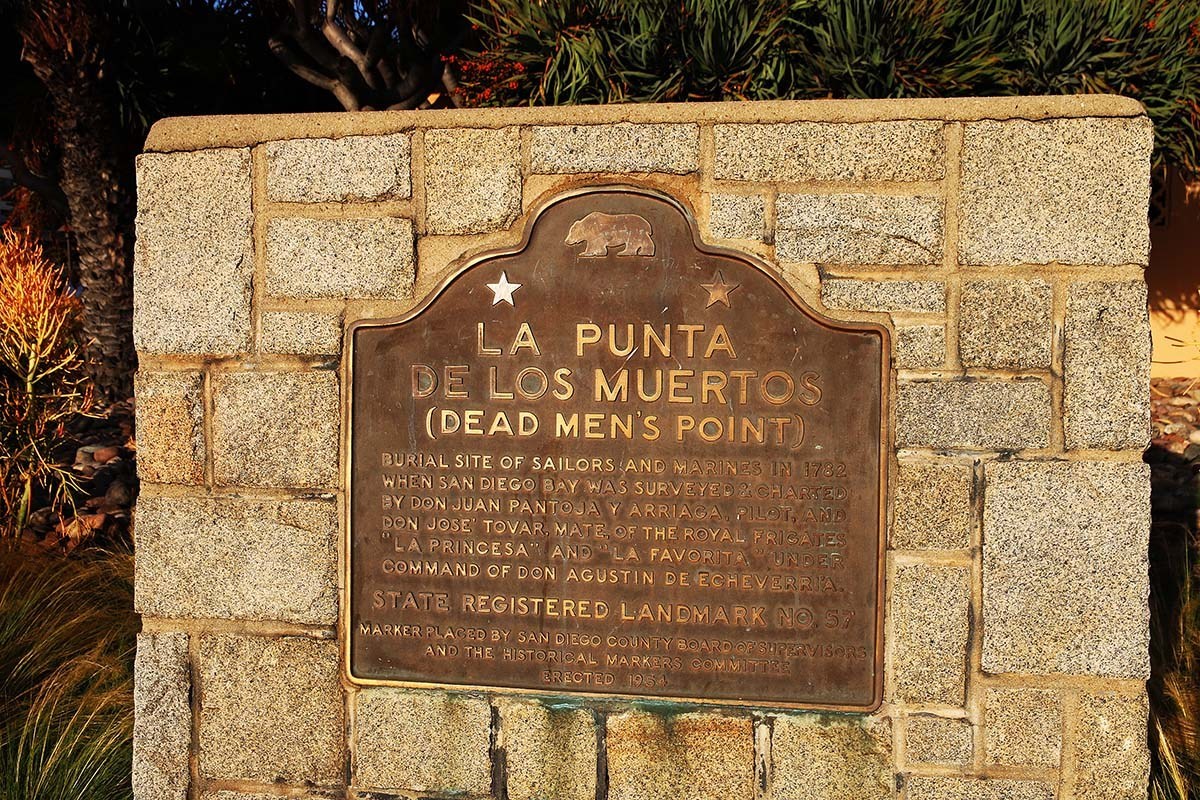 LA PUNTA
DE LOS MUERTOS
(DEAD MEN'S POINT)
BURIAL SITE OF SAILORS AND MARINES IN 1782
WHEN SAN DIEGO BAY WAS SURVEYED & CHARTED
BY DON JUAN PANTOJA Y ARRIAGA, PILOT, AND
DON JOSE' TOVAR, MATE, OF THE ROYAL FRIGATES
"LA PRINCESA" AND "LA FAVORITA" UNDER
COMMAND OF DON AGUSTIN DE ECHEVERRIA.
STATE REGISTERED LANDMARK NO. 57
MARKER PLACED BY SAN DIEGO COUNTY BOARD OF SUPERVISORS
AND THE HISTORICAL MARKERS COMMITTEE
ERECTED 1954